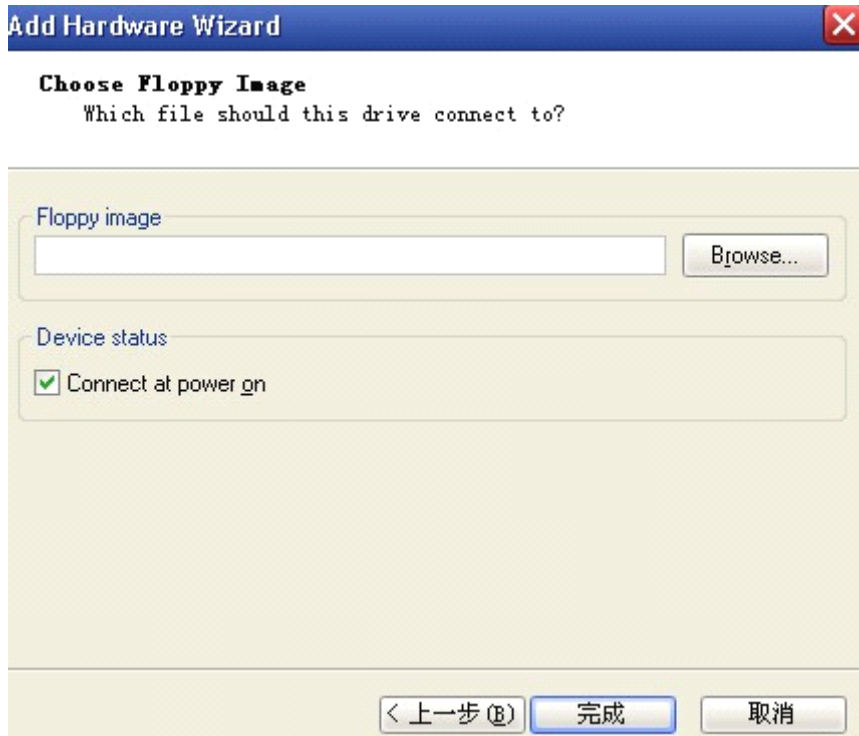 Add Hardware Wizard
Choose Floppy Image
Which file should this drive connect to?
Floppy image
Browse...
Device status
Connect at power on
< 上一步(B) 完成 取消